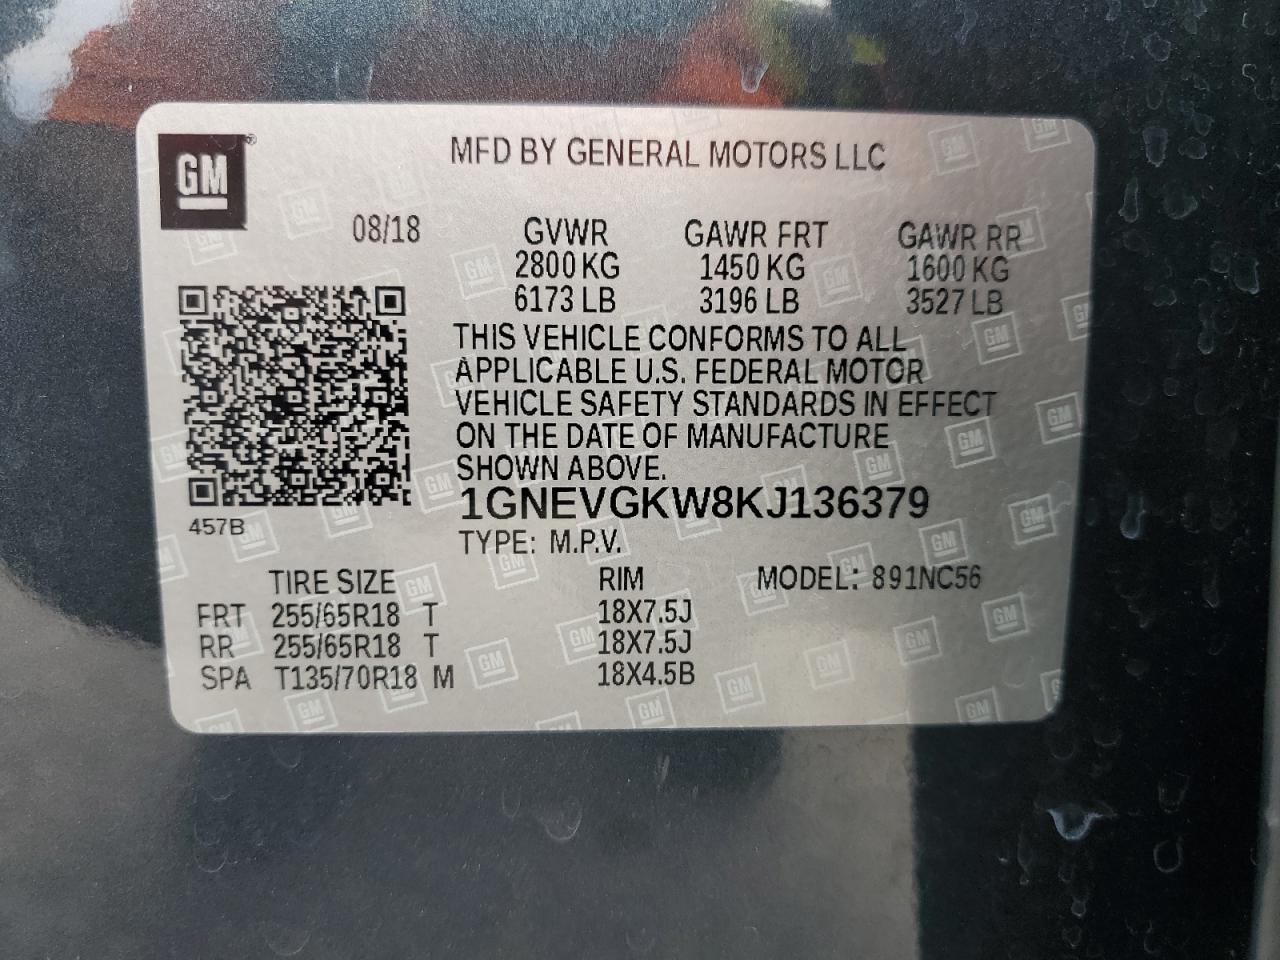 GM
MFD BY GENERAL MOTORS LLC
08/18 GVWR GAWR FRT GAWR RR
2800 KG 1450 KG 1600 KG
6173 LB 3196 LB 3527 LB
THIS VEHICLE CONFORMS TO ALL
APPLICABLE U.S. FEDERAL MOTOR
VEHICLE SAFETY STANDARDS IN EFFECT
ON THE DATE OF MANUFACTURE
SHOWN ABOVE.
1GNEVGKW8KJ136379
457B
TYPE: M.P.V.
TIRE SIZE RIM MODEL: 891NC56
FRT 255/65R18 T 18X7.5J
RR 255/65R18 T 18X7.5J
SPA T135/70R18 M 18X4.5B